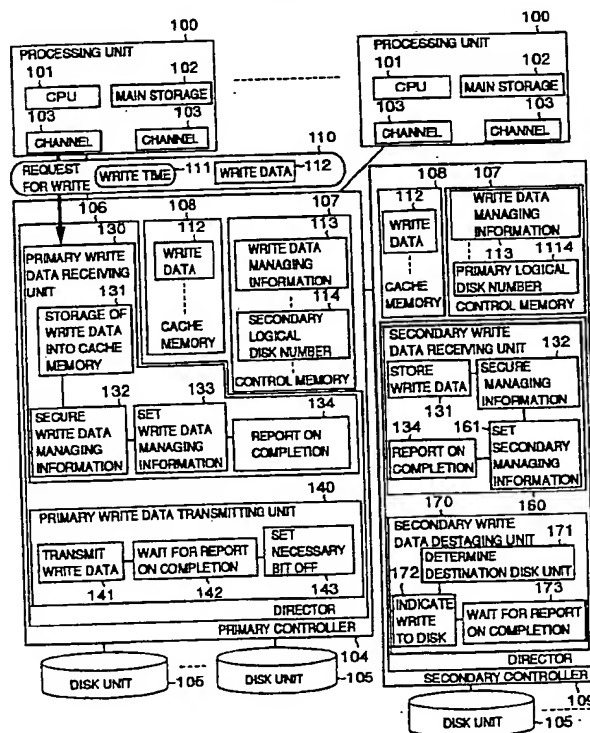 100
PROCESSING UNIT
101
102
CPU
MAIN STORAGE
103
103
CHANNEL
CHANNEL
100
PROCESSING UNIT
101
102
CPU
MAIN STORAGE
103
103
CHANNEL
CHANNEL
110
REQUEST
FOR WRITE
WRITE TIME
111
WRITE DATA
112
106
130
PRIMARY WRITE
DATA RECEIVING
UNIT
131
STORAGE OF
WRITE DATA
INTO CACHE
MEMORY
108
112
WRITE
DATA
CACHE
MEMORY
107
113
WRITE DATA
MANAGING
INFORMATION
114
SECONDARY
LOGICAL
DISK NUMBER
CONTROL MEMORY
132
SECURE
WRITE DATA
MANAGING
INFORMATION
133
SET
WRITE DATA
MANAGING
INFORMATION
134
REPORT ON
COMPLETION
140
PRIMARY WRITE DATA TRANSMITTING UNIT
TRANSMIT
WRITE DATA
141
WAIT FOR REPORT
ON COMPLETION
142
SET
NECESSARY
BIT OFF
143
DIRECTOR
PRIMARY CONTROLLER
104
DISK UNIT
105
DISK UNIT
105
108
112
WRITE
DATA
CACHE
MEMORY
107
WRITE DATA
MANAGING
INFORMATION
113
1114
PRIMARY LOGICAL
DISK NUMBER
CONTROL MEMORY
SECONDARY WRITE
DATA RECEIVING UNIT
132
STORE
WRITE DATA
131
SECURE
MANAGING
INFORMATION
134
161
REPORT ON
COMPLETION
SET
SECONDARY
MANAGING
INFORMATION
170
160
SECONDARY WRITE
DATA DESTAGING UNIT
171
DETERMINE
DESTINATION DISK UNIT
172
173
INDICATE
WRITE
TO DISK
WAIT FOR REPORT
ON COMPLETION
DIRECTOR
SECONDARY CONTROLLER
109
DISK UNIT
105